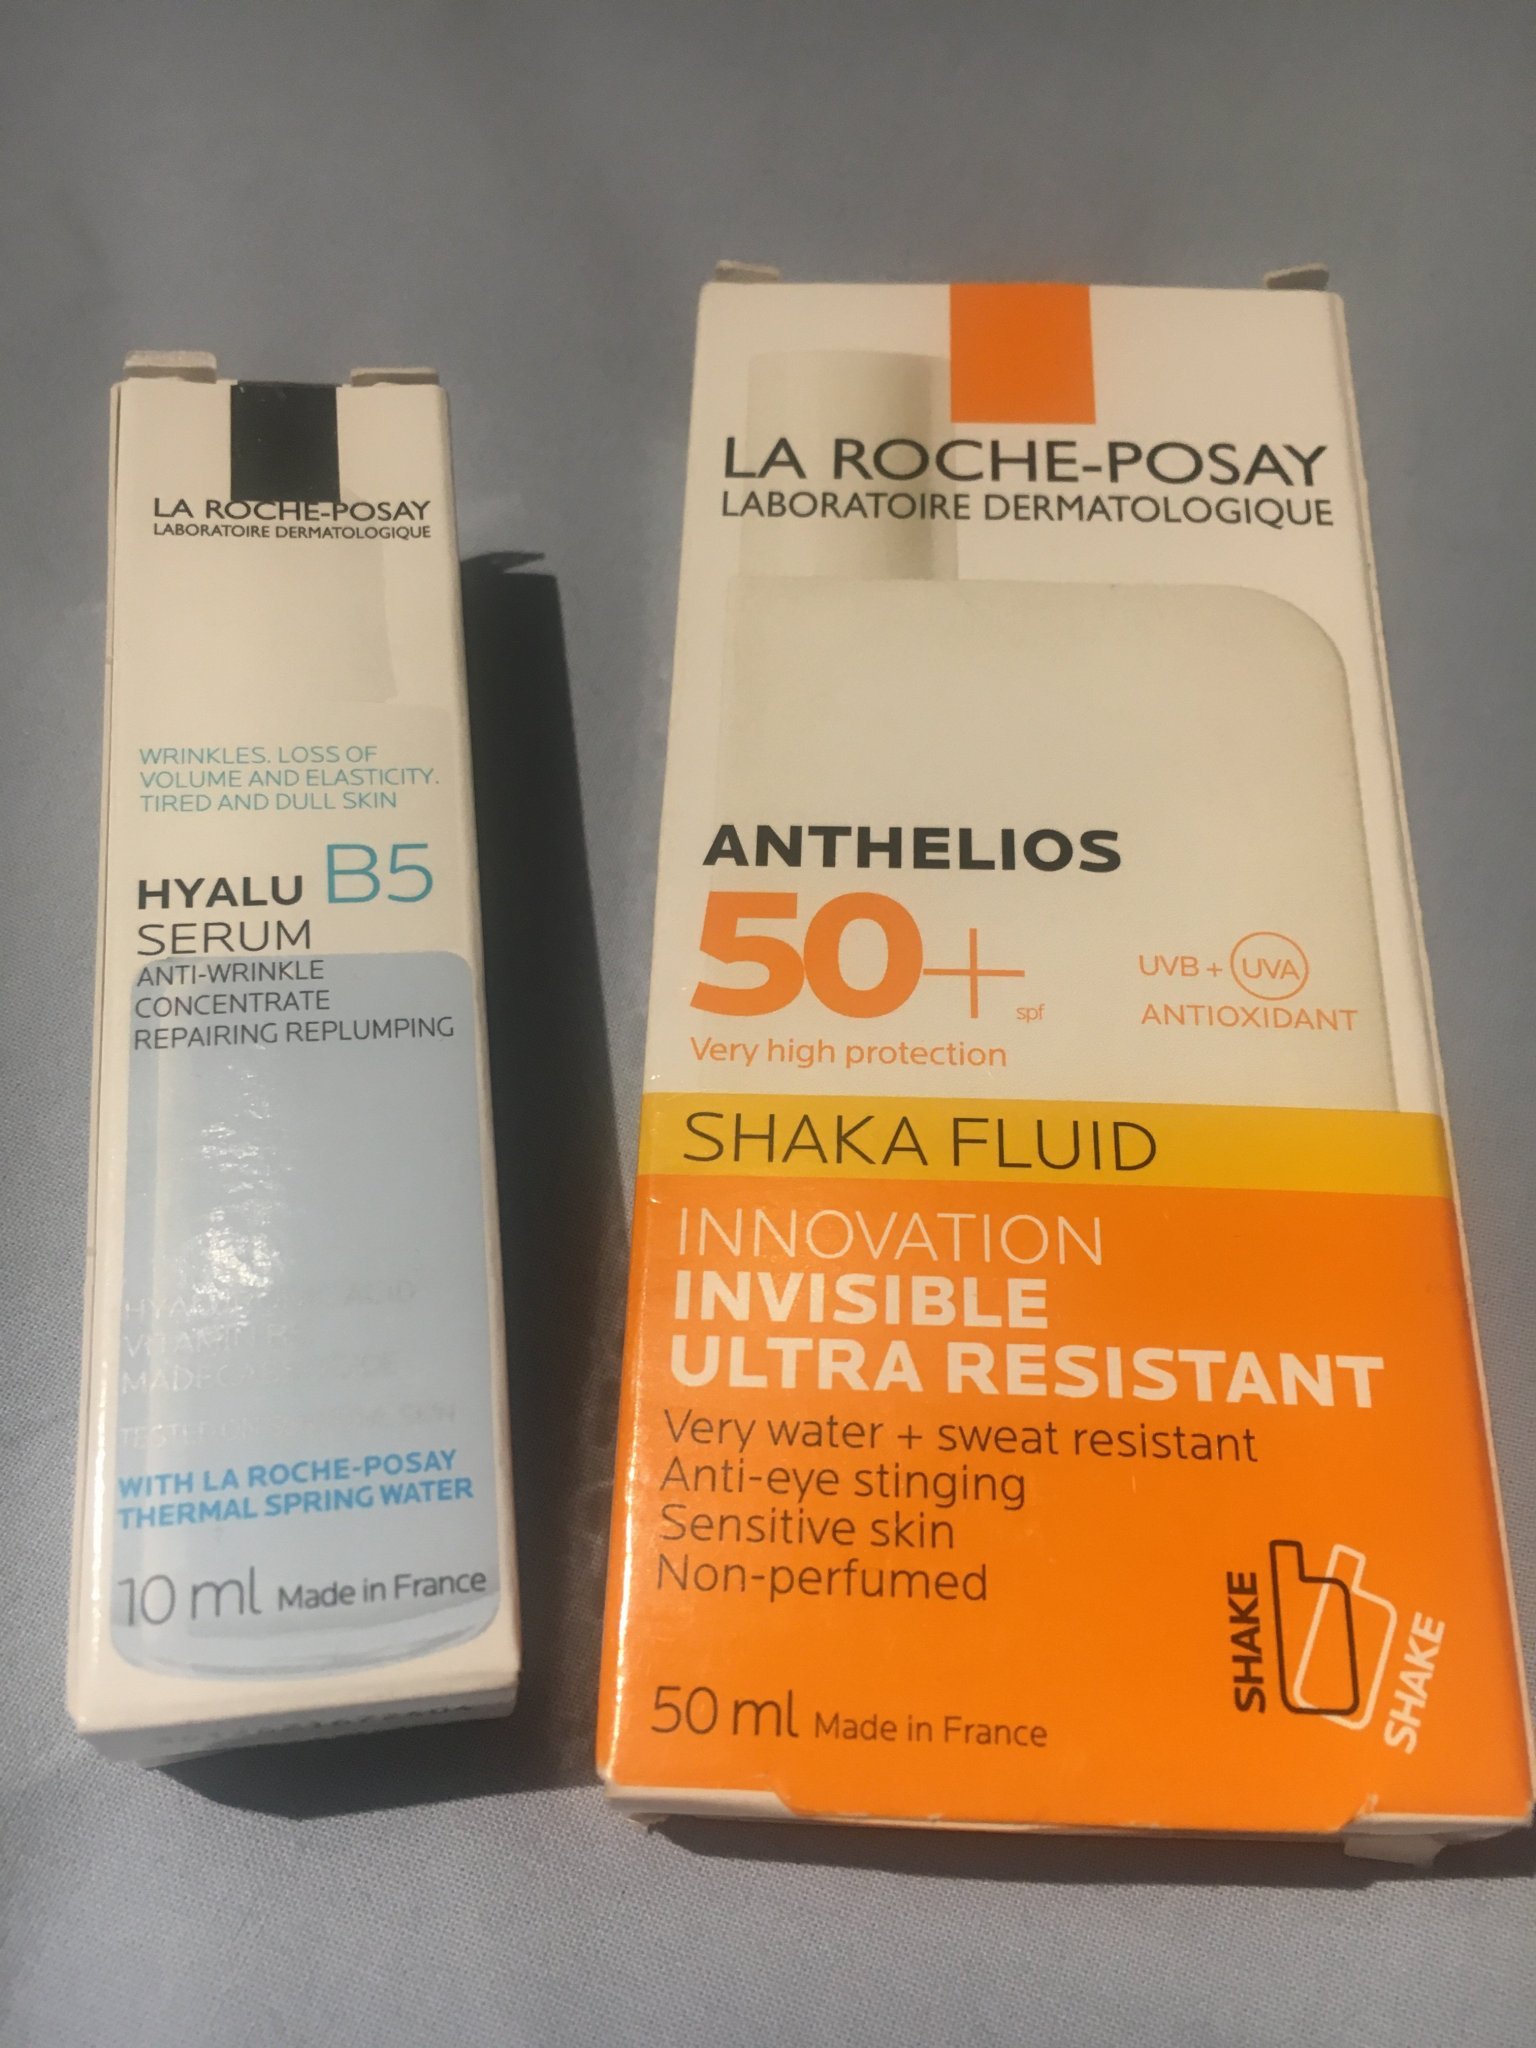 LA ROCHE-POSAY
LABORATOIRE DERMATOLOGIQUE
WRINKLES. LOSS OF
VOLUME AND ELASTICITY.
TIRED AND DULL SKIN
HYALU B5
SERUM
ANTI-WRINKLE
CONCENTRATE
REPAIRING REPLUMPING
ACID
SKIN
WITH LA ROCHE-POSAY
THERMAL SPRING WATER
10 ml Made in France
LA ROCHE-POSAY
LABORATOIRE DERMATOLOGIQUE
ANTHELIOS
50+ spf
UVB + UVA
ANTIOXIDANT
Very high protection
SHAKA FLUID
INNOVATION
INVISIBLE
ULTRA RESISTANT
Very water + sweat resistant
Anti-eye stinging
Sensitive skin
Non-perfumed
SHAKE
SHAKE
50 ml Made in France